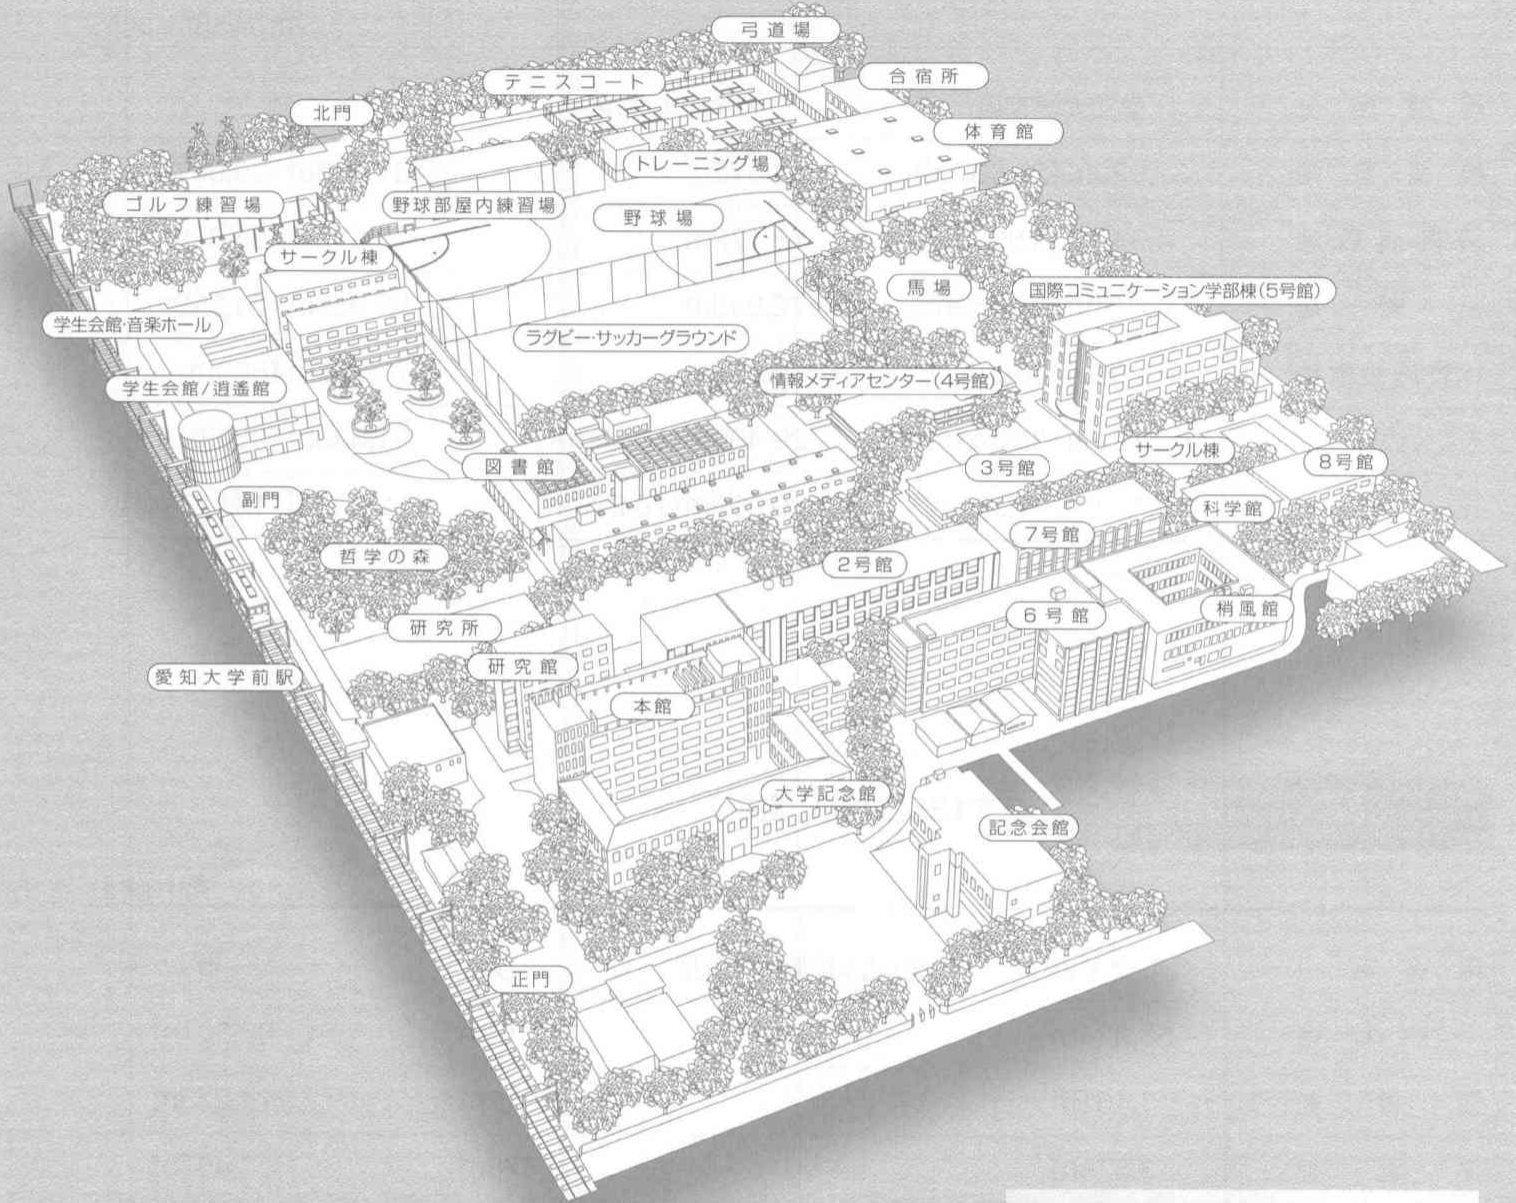 弓道場
テニスコート
合宿所
北門
体育館
トレーニング場
ゴルフ練習場
野球部屋内練習場
野球場
サークル棟
馬場
国際コミュニケーション学部棟(5号館)
学生会館・音楽ホール
ラグビー・サッカーグラウンド
学生会館/逍遙館
情報メディアセンター(4号館)
図書館
3号館
サークル棟
8号館
副門
科学館
哲学の森
7号館
2号館
研究所
6号館
梢風館
研究館
愛知大学前駅
本館
大学記念館
記念会館
正門